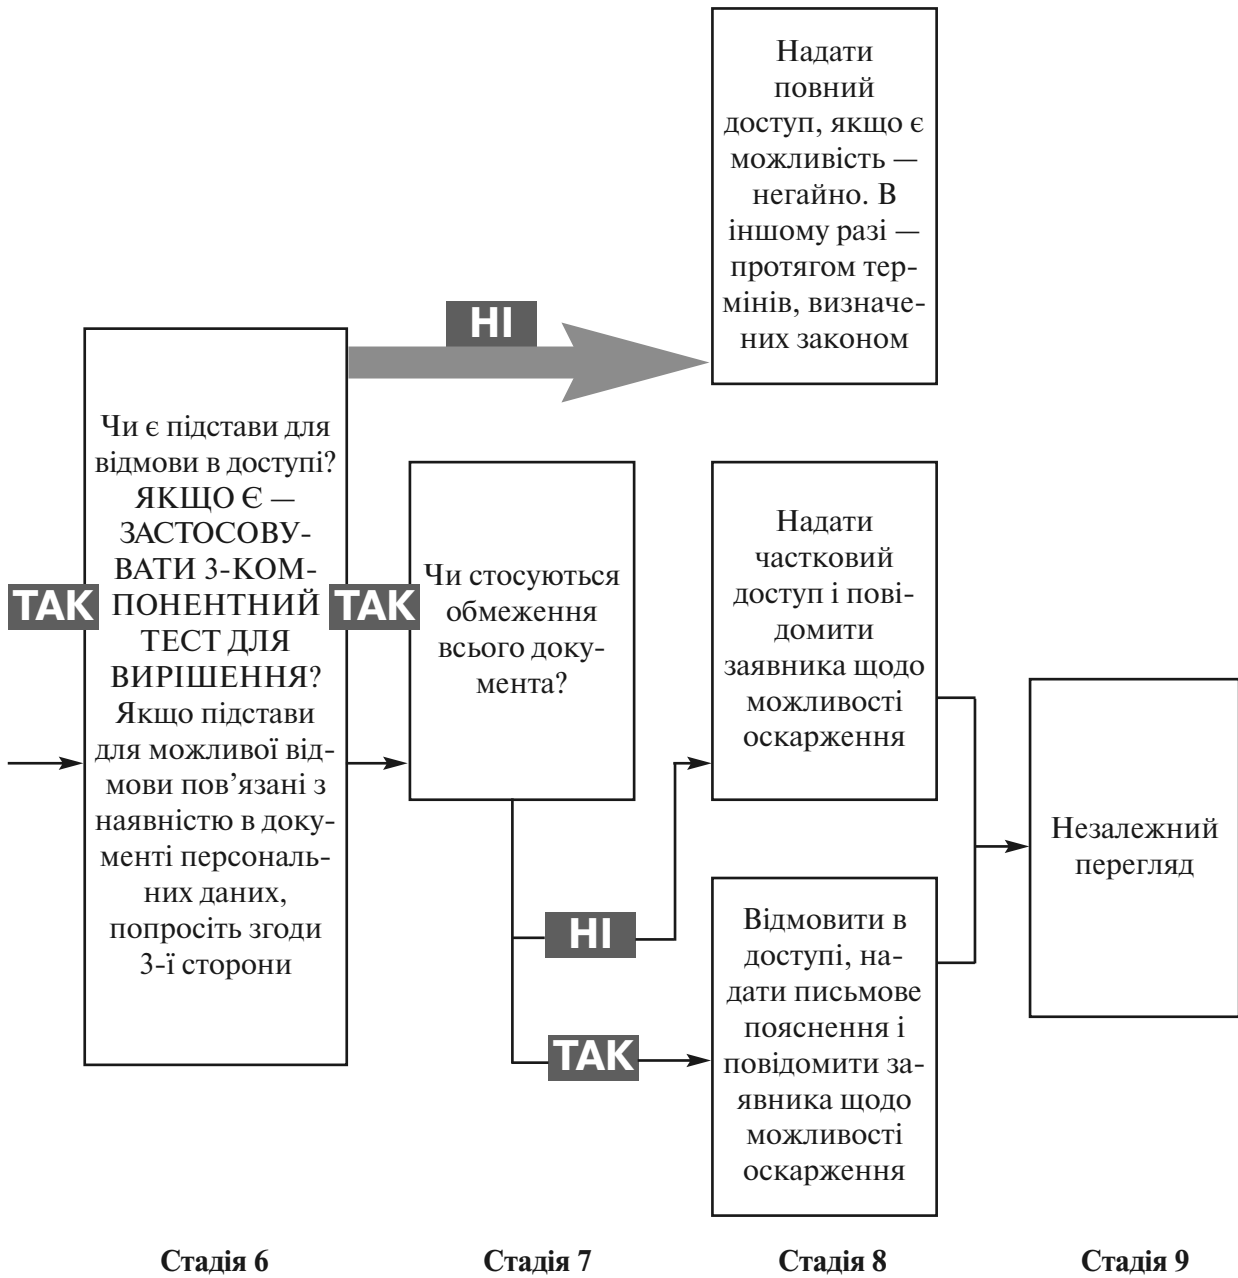 Надати
повний
доступ, якщо є
можливість —
негайно. В
іншому разі —
протягом тер-
мінів, визначе-
них законом
НІ
Чи є підстави для
відмови в доступі?
ЯКЩО Є —
ЗАСТОСОВУ-
ВАТИ 3-КОМ-
ПОНЕНТНИЙ
ТЕСТ ДЛЯ
ВИРІШЕННЯ?
Якщо підстави
для можливої від-
мови пов’язані з
наявністю в доку-
менті персональ-
них даних,
попросіть згоди
3-ї сторони
ТАК
ТАК
Чи стосуються
обмеження
всього доку-
мента?
Надати
частковий
доступ і пові-
домити
заявника щодо
можливості
оскарження
НІ
ТАК
Відмовити в
доступі, на-
дати письмове
пояснення і
повідомити за-
явника щодо
можливості
оскарження
Незалежний
перегляд
Стадія 6
Стадія 7
Стадія 8
Стадія 9